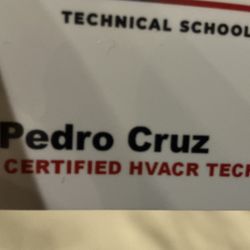 TECHNICAL SCHOOL
Pedro Cruz
CERTIFIED HVACR TECH